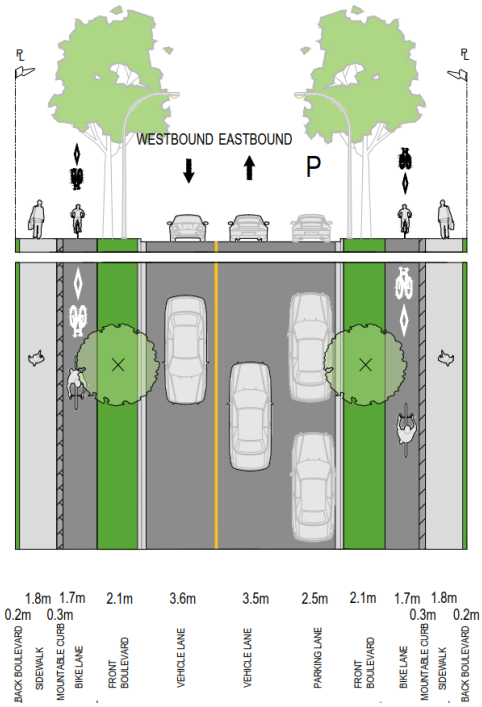 PL
PL
WESTBOUND EASTBOUND
P
1.8m 1.7m 2.1m 3.6m 3.5m 2.5m 2.1m 1.7m 1.8m
0.2m 0.3m 0.3m 0.2m
BACK BOULEVARD
SIDEWALK
MOUNTABLE CURB
BIKE LANE
FRONT
BOULEVARD
VEHICLE LANE
VEHICLE LANE
PARKING LANE
FRONT
BOULEVARD
BIKE LANE
MOUNTABLE CURB
SIDEWALK
BACK BOULEVARD